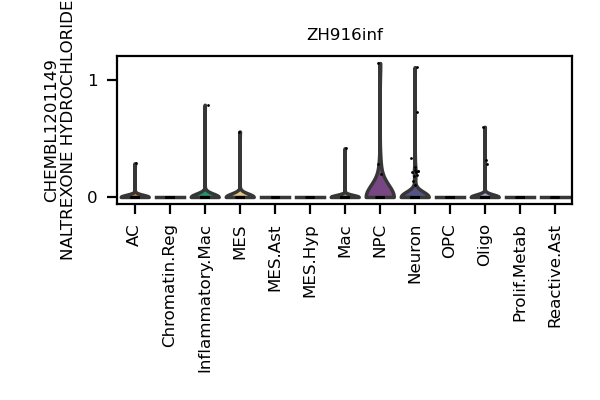 ZH916inf
CHEMBL1201149
NALTREXONE HYDROCHLORIDE
1
0
AC
Chromatin.Reg
Inflammatory.Mac
MES
MES.Ast
MES.Hyp
Mac
NPC
Neuron
OPC
Oligo
Prolif.Metab
Reactive.Ast